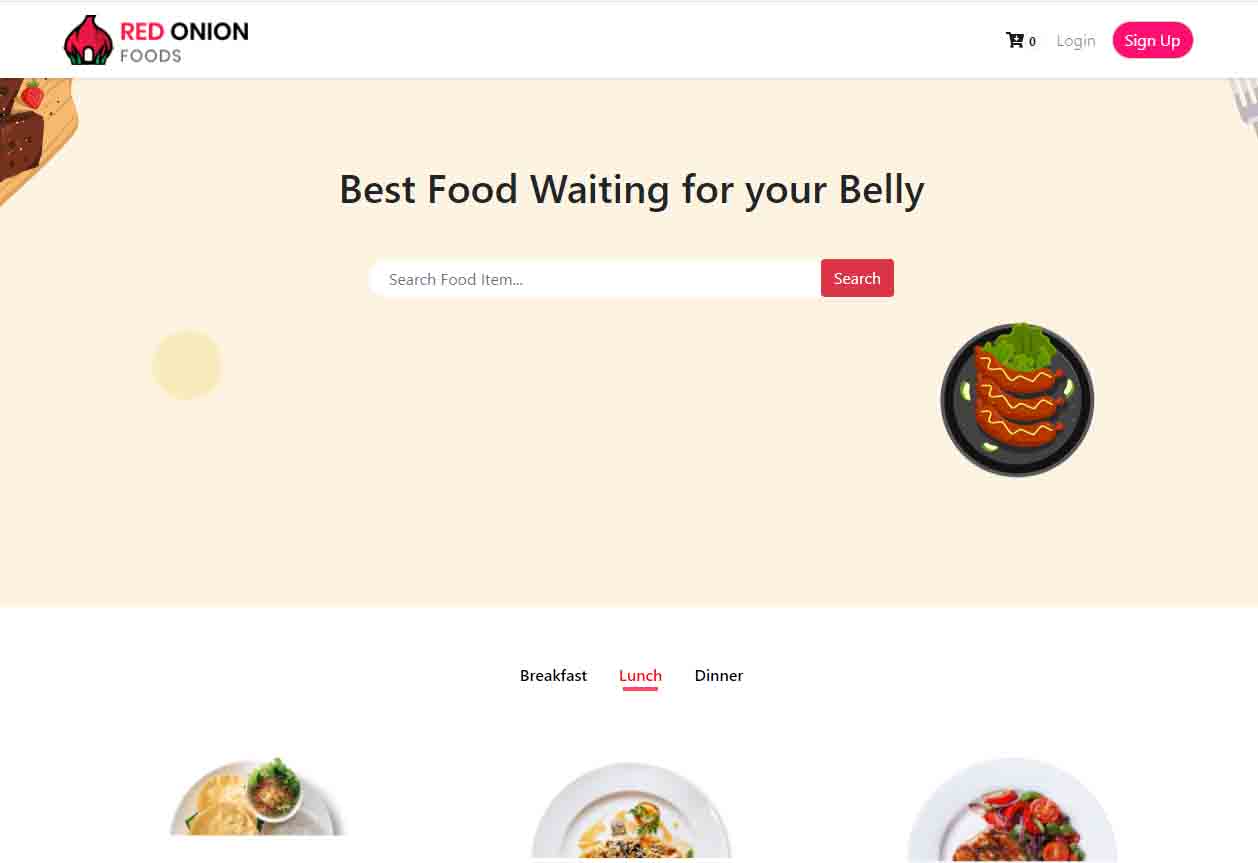 RED ONION
FOODS
0
Login
Sign Up
Best Food Waiting for your Belly
Search Food Item...
Search
Breakfast
Lunch
Dinner